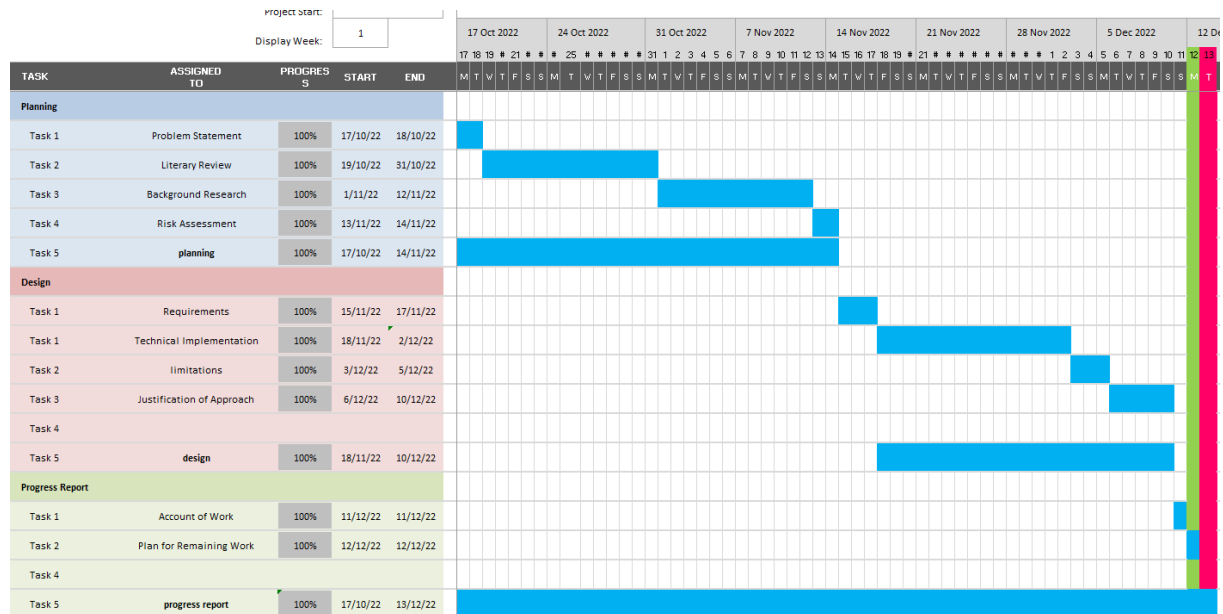 Project Start:
Display Week: 1
17 Oct 2022 24 Oct 2022 31 Oct 2022 7 Nov 2022 14 Nov 2022 21 Nov 2022 28 Nov 2022 5 Dec 2022 12 De
17 18 19 # 21 # # # 25 # # # # # 31 1 2 3 4 5 6 7 8 9 10 11 12 13 14 15 16 17 18 19 # 21 # # # # # # # # # 1 2 3 4 5 6 7 8 9 10 11 12 13
TASK ASSIGNED TO PROGRES S START END M T W T F S S M T W T F S S M T W T F S S M T W T F S S M T W T F S S M T W T F S S M T W T F S S M T W T F S S M T
Planning
Task 1 Problem Statement 100% 17/10/22 18/10/22
Task 2 Literary Review 100% 19/10/22 31/10/22
Task 3 Background Research 100% 1/11/22 12/11/22
Task 4 Risk Assessment 100% 13/11/22 14/11/22
Task 5 planning 100% 17/10/22 14/11/22
Design
Task 1 Requirements 100% 15/11/22 17/11/22
Task 1 Technical Implementation 100% 18/11/22 2/12/22
Task 2 limitations 100% 3/12/22 5/12/22
Task 3 Justification of Approach 100% 6/12/22 10/12/22
Task 4
Task 5 design 100% 18/11/22 10/12/22
Progress Report
Task 1 Account of Work 100% 11/12/22 11/12/22
Task 2 Plan for Remaining Work 100% 12/12/22 12/12/22
Task 4
Task 5 progress report 100% 17/10/22 13/12/22